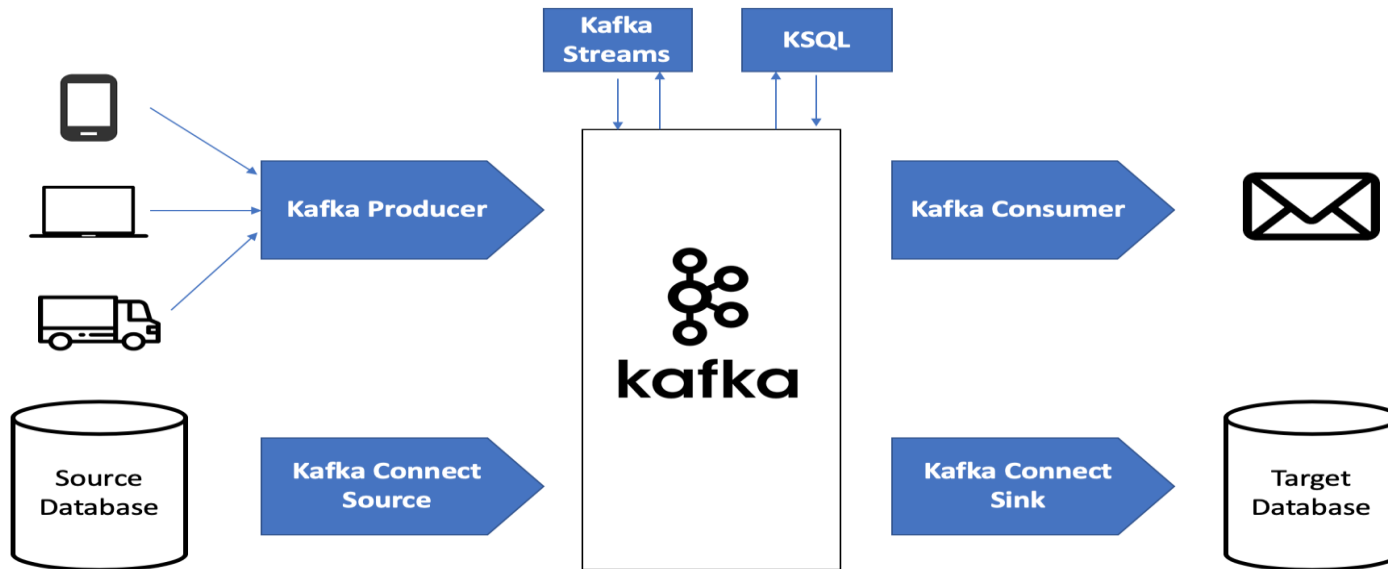 Kafka
Streams
KSQL
Kafka Producer
Kafka Consumer
kafka
Source
Database
Kafka Connect
Source
Kafka Connect
Sink
Target
Database